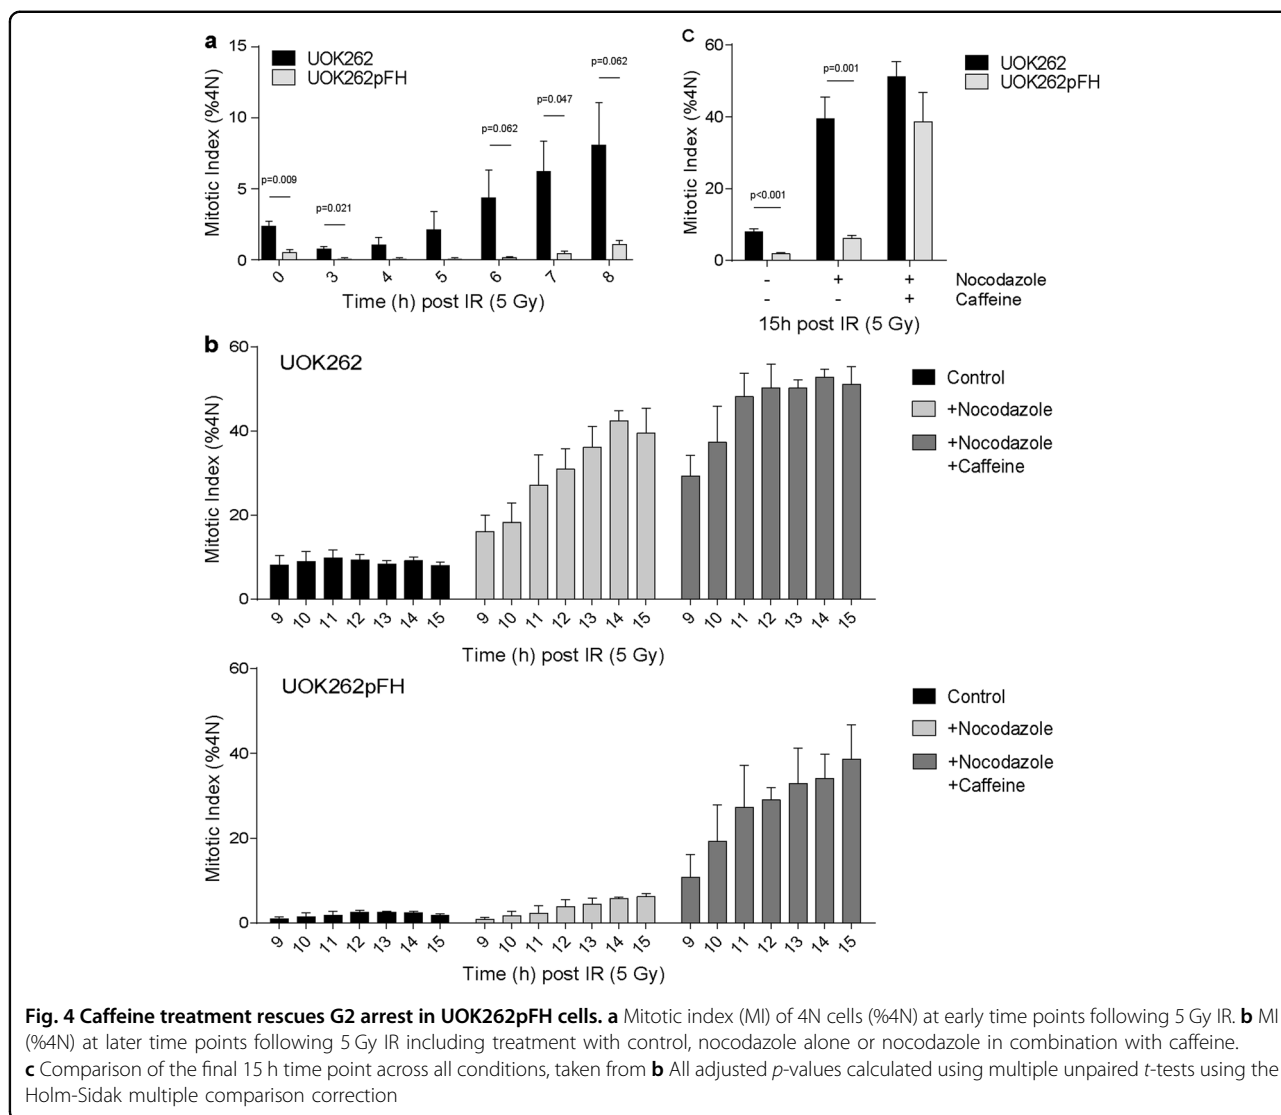 a
15
10
5
0
Mitotic Index (%4N)
UOK262
UOK262pFH
p=0.009
p=0.021
p=0.062
p=0.047
p=0.062
0 3 4 5 6 7 8
Time (h) post IR (5 Gy)
c
60
40
20
0
Mitotic Index (%4N)
p<0.001
p=0.001
UOK262
UOK262pFH
- + + Nocodazole
- - + Caffeine
15h post IR (5 Gy)
b
60
40
20
0
Mitotic Index (%4N)
UOK262
Control
+Nocodazole
+Nocodazole
+Caffeine
9 10 11 12 13 14 15 9 10 11 12 13 14 15 9 10 11 12 13 14 15
Time (h) post IR (5 Gy)
60
40
20
0
Mitotic Index (%4N)
UOK262pFH
Control
+Nocodazole
+Nocodazole
+Caffeine
9 10 11 12 13 14 15 9 10 11 12 13 14 15 9 10 11 12 13 14 15
Time (h) post IR (5 Gy)
Fig. 4 Caffeine treatment rescues G2 arrest in UOK262pFH cells. a Mitotic index (MI) of 4N cells (%4N) at early time points following 5 Gy IR. b MI
(%4N) at later time points following 5 Gy IR including treatment with control, nocodazole alone or nocodazole in combination with caffeine.
c Comparison of the final 15 h time point across all conditions, taken from b All adjusted p-values calculated using multiple unpaired t-tests using the
Holm-Sidak multiple comparison correction